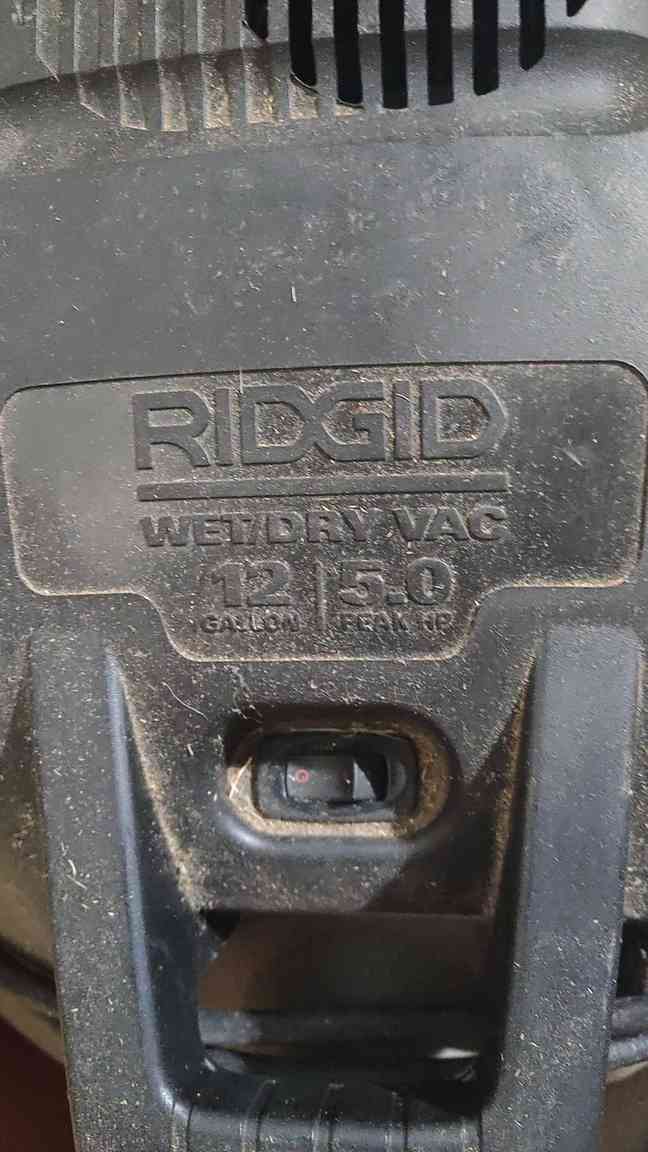 RIDGID
WET/DRY VAC
12 | 5.0
GALLON | PEAK HP